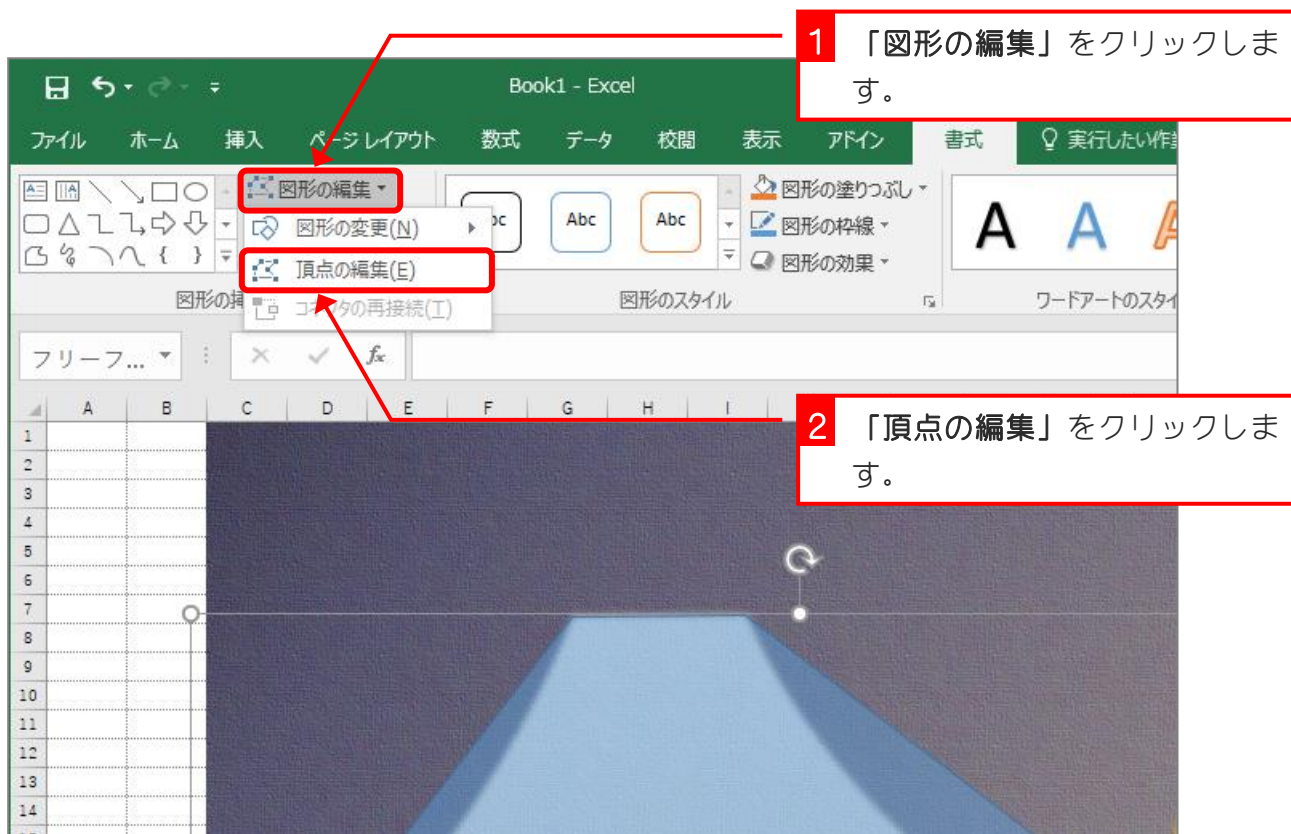 1 「図形の編集」をクリックしま
す。
Book1 - Excel
ファイル ホーム 挿入 ページ レイアウト 数式 データ 校閲 表示 アドイン 書式 実行したい作業
図形の編集
図形の変更(N)
頂点の編集(E)
コネクタの再接続(T)
Abc Abc
図形の塗りつぶし
図形の枠線
図形の効果
A A A
図形の挿
図形のスタイル
ワードアートのスタイ
フリーフ...
fx
A B C D E F G H I
2 「頂点の編集」をクリックしま
す。
1
2
3
4
5
6
7
8
9
10
11
12
13
14